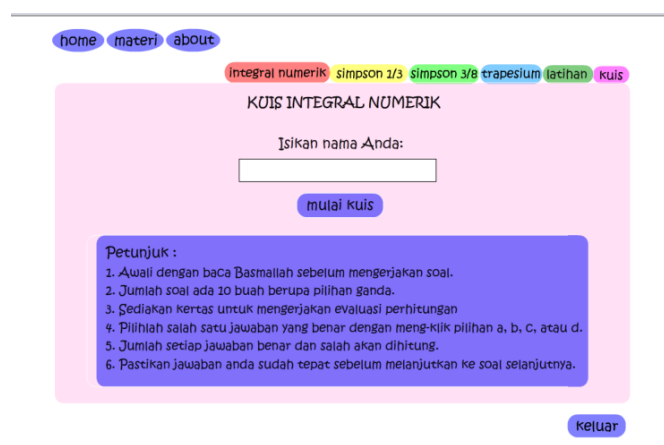 home materi about
integral numerik simpson 1/3 simpson 3/8 trapesium latihan kuis
KUIS INTEGRAL NUMERIK
Isikan nama Anda:
mulai kuis
Petunjuk :
1. Awali dengan baca Basmallah sebelum mengerjakan soal.
2. Jumlah soal ada 10 buah berupa pilihan ganda.
3. Sediakan kertas untuk mengerjakan evaluasi perhitungan
4. Pilihlah salah satu jawaban yang benar dengan meng-klik pilihan a, b, c, atau d.
5. Jumlah setiap jawaban benar dan salah akan dihitung.
6. Pastikan jawaban anda sudah tepat sebelum melanjutkan ke soal selanjutnya.
keluar